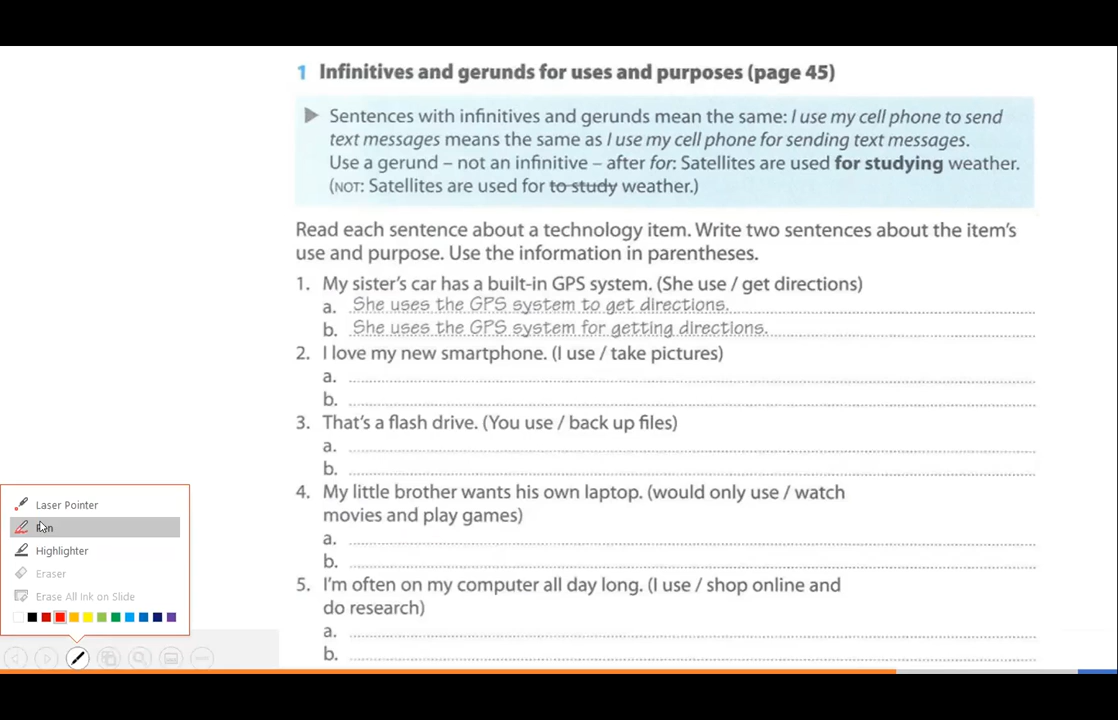 1 Infinitives and gerunds for uses and purposes (page 45)
Sentences with infinitives and gerunds mean the same: I use my cell phone to send
text messages means the same as I use my cell phone for sending text messages.
Use a gerund – not an infinitive – after for: Satellites are used for studying weather.
(NOT: Satellites are used for to study weather.)
Read each sentence about a technology item. Write two sentences about the item's
use and purpose. Use the information in parentheses.
1. My sister's car has a built-in GPS system. (She use / get directions)
a. She uses the GPS system to get directions.
b. She uses the GPS system for getting directions.
2. I love my new smartphone. (I use / take pictures)
a.
b.
3. That's a flash drive. (You use / back up files)
a.
b.
4. My little brother wants his own laptop. (would only use / watch
movies and play games)
a.
b.
5. I'm often on my computer all day long. (I use / shop online and
do research)
a.
b.
Laser Pointer
Pen
Highlighter
Eraser
Erase All Ink on Slide